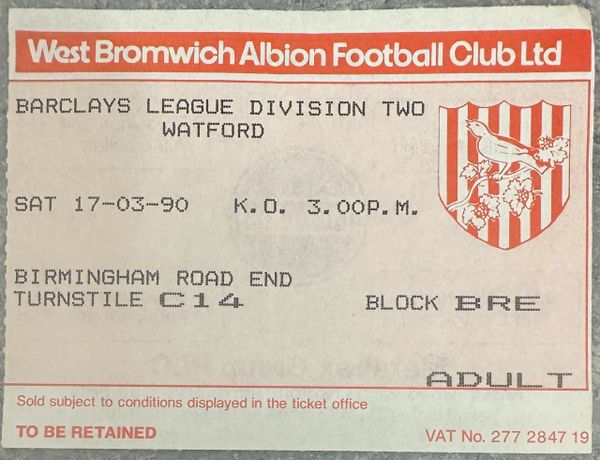 West Bromwich Albion Football Club Ltd
BARCLAYS LEAGUE DIVISION TWO
WATFORD
SAT 17-03-90 K.O. 3.00P.M.
BIRMINGHAM ROAD END
TURNSTILE C14 BLOCK BRE
ADULT
Sold subject to conditions displayed in the ticket office
TO BE RETAINED VAT No. 277 2847 19